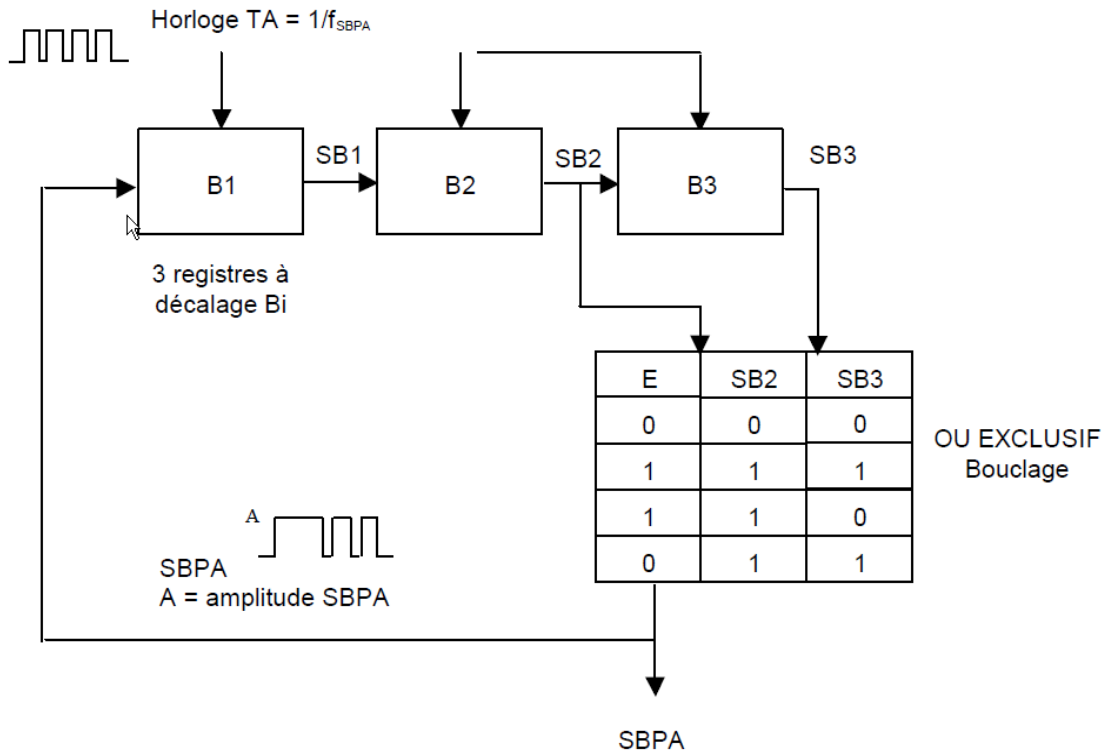 Horloge TA = 1/fSBPA
SB1
SB2
SB3
B1
B2
B3
3 registres à
décalage Bi
E SB2 SB3
0 0 0
1 1 1
1 1 0
0 1 1
OU EXCLUSIF
Bouclage
A
SBPA
A = amplitude SBPA
SBPA